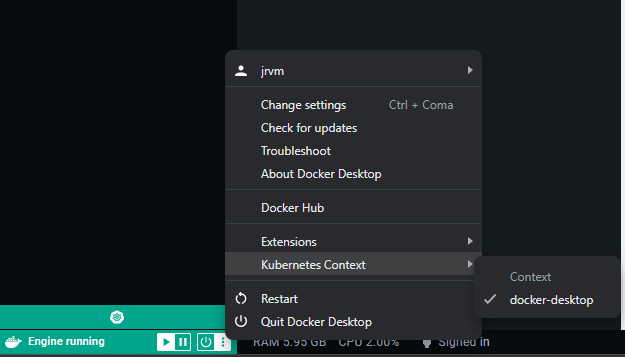 jrvm
Change settings Ctrl + Coma
Check for updates
Troubleshoot
About Docker Desktop
Docker Hub
Extensions
Kubernetes Context
Context
docker-desktop
Restart
Quit Docker Desktop
Engine running
RAM 5.95 GB CPU 2.00% Signed in